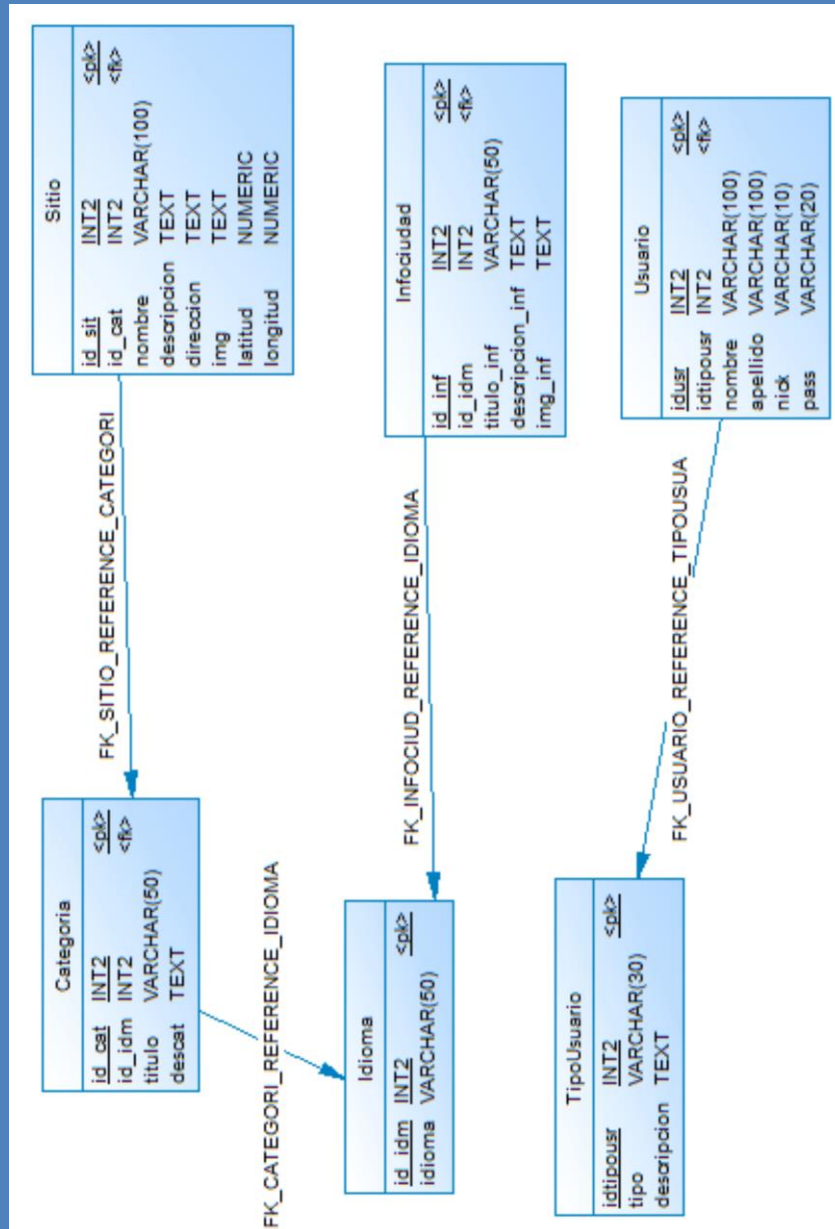 Categoria
id_cat INT2 <pk>
id_idm INT2 <fk>
titulo VARCHAR(50)
descat TEXT
FK_SITIO_REFERENCE_CATEGORI
Sitio
id_sit INT2 <pk>
id_cat INT2 <fk>
nombre VARCHAR(100)
descripcion TEXT
direccion TEXT
img TEXT
latitud NUMERIC
longitud NUMERIC
FK_CATEGORI_REFERENCE_IDIOMA
Idioma
id_idm INT2 <pk>
idioma VARCHAR(50)
FK_INFOCIUD_REFERENCE_IDIOMA
Infociudad
id_inf INT2 <pk>
id_idm INT2 <fk>
titulo_inf VARCHAR(50)
descripcion_inf TEXT
img_inf TEXT
TipoUsuario
idtipousr INT2 <pk>
tipo VARCHAR(30)
descripcion TEXT
FK_USUARIO_REFERENCE_TIPOUSUA
Usuario
idusr INT2 <pk>
idtipousr INT2 <fk>
nombre VARCHAR(100)
apellido VARCHAR(100)
nick VARCHAR(10)
pass VARCHAR(20)